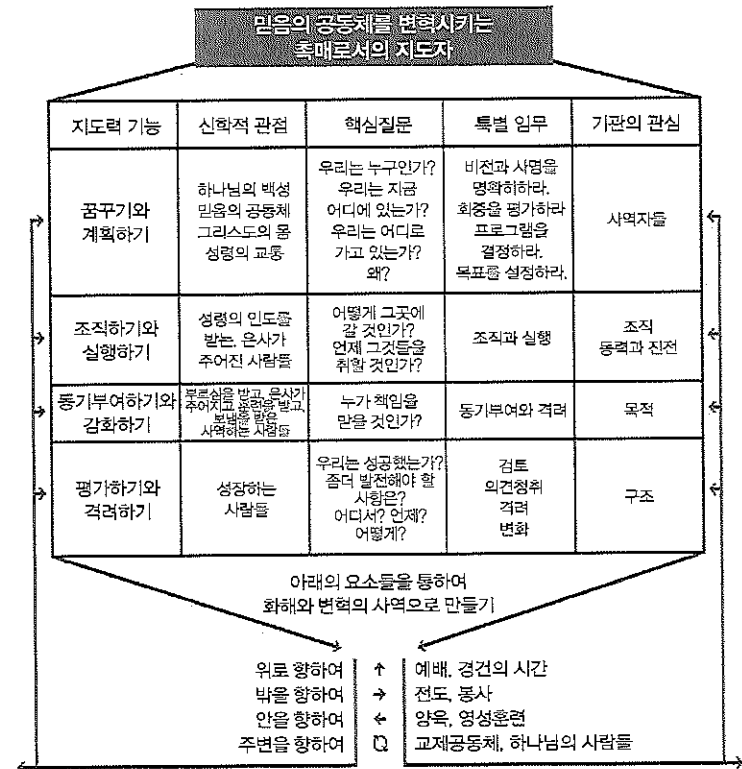 믿음의 공동체를 변혁시키는
촉매로서의 지도자
지도력 기능
신학적 관점
핵심질문
특별 임무
기관의 관심
꿈꾸기와
계획하기
하나님의 백성
믿음의 공동체
그리스도의 몸
성령의 교통
우리는 누구인가?
우리는 지금
어디에 있는가?
우리는 어디로
가고 있는가?
왜?
비전과 사명을
명확히하라.
회중을 평가하라
프로그램을
결정하라.
목표를 설정하라.
사역자들
조직하기와
실행하기
성령의 인도를
받는, 은사가
주어진 사람들
어떻게 그곳에
갈 것인가?
언제 그것들을
취할 것인가?
조직과 실행
조직
동력과 진전
동기부여하기와
감화하기
부르심을 받고, 은사가
주어지고 훈련을 받고,
보냄을 받은
사역하는 사람들
누가 책임을
맡을 것인가?
동기부여와 격려
목적
평가하기와
격려하기
성장하는
사람들
우리는 성공했는가?
좀더 발전해야 할
사항은?
어디서? 언제?
어떻게?
검토
의견청취
격려
변화
구조
아래의 요소들을 통하여
화해와 변혁의 사역으로 만들기
위로 향하여 ↑ 예배, 경건의 시간
밖을 향하여 → 전도, 봉사
안을 향하여 ← 양육, 영성훈련
주변을 향하여 교제공동체, 하나님의 사람들